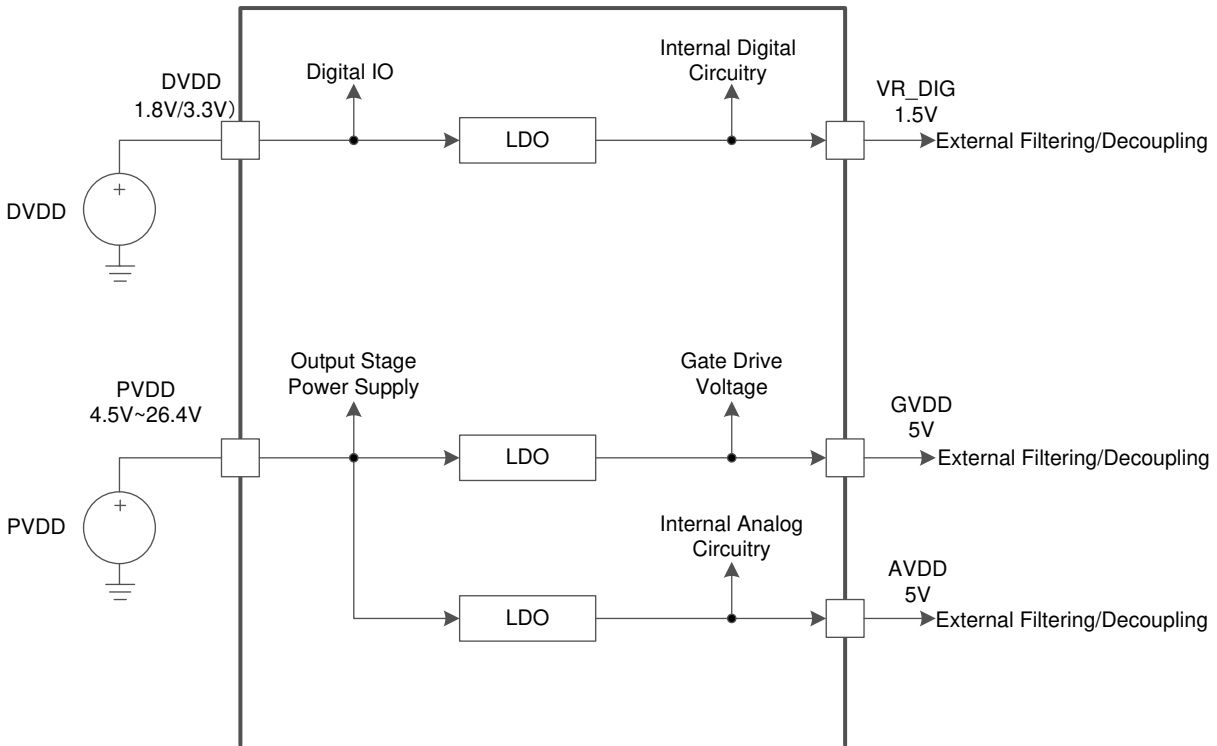 DVDD
1.8V/3.3V）
Digital IO
Internal Digital
Circuitry
VR_DIG
1.5V
LDO
External Filtering/Decoupling
+
DVDD
Output Stage
Power Supply
Gate Drive
Voltage
PVDD
4.5V~26.4V
GVDD
5V
LDO
External Filtering/Decoupling
+
PVDD
Internal Analog
Circuitry
AVDD
5V
LDO
External Filtering/Decoupling